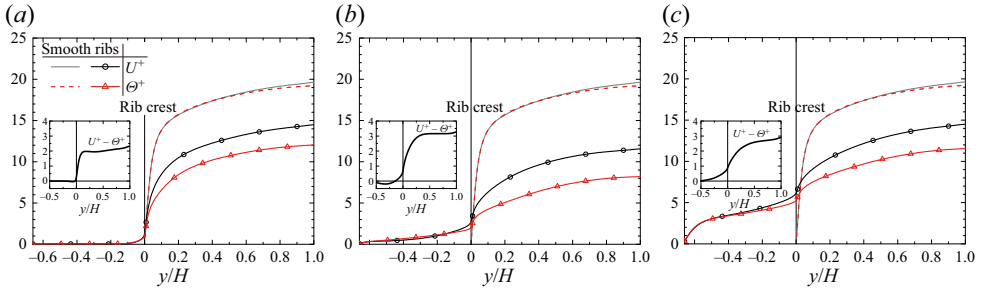 (a) (b) (c)
25 25 25
Smooth ribs
U⁺
20 20 20
Θ⁺
Rib crest Rib crest Rib crest
15 15 15
4 U⁺ − Θ⁺ 4 U⁺ − Θ⁺ 4 U⁺ − Θ⁺
3 3 3
10 2 10 2 10 2
1 1 1
0 0 0
−0.5 0 0.5 1.0 −0.5 0 0.5 1.0 −0.5 0 0.5 1.0
5 y/H 5 y/H 5 y/H
0 0 0
−0.6 −0.4 −0.2 0 0.2 0.4 0.6 0.8 1.0 −0.6 −0.4 −0.2 0 0.2 0.4 0.6 0.8 1.0 −0.6 −0.4 −0.2 0 0.2 0.4 0.6 0.8 1.0
y/H y/H y/H